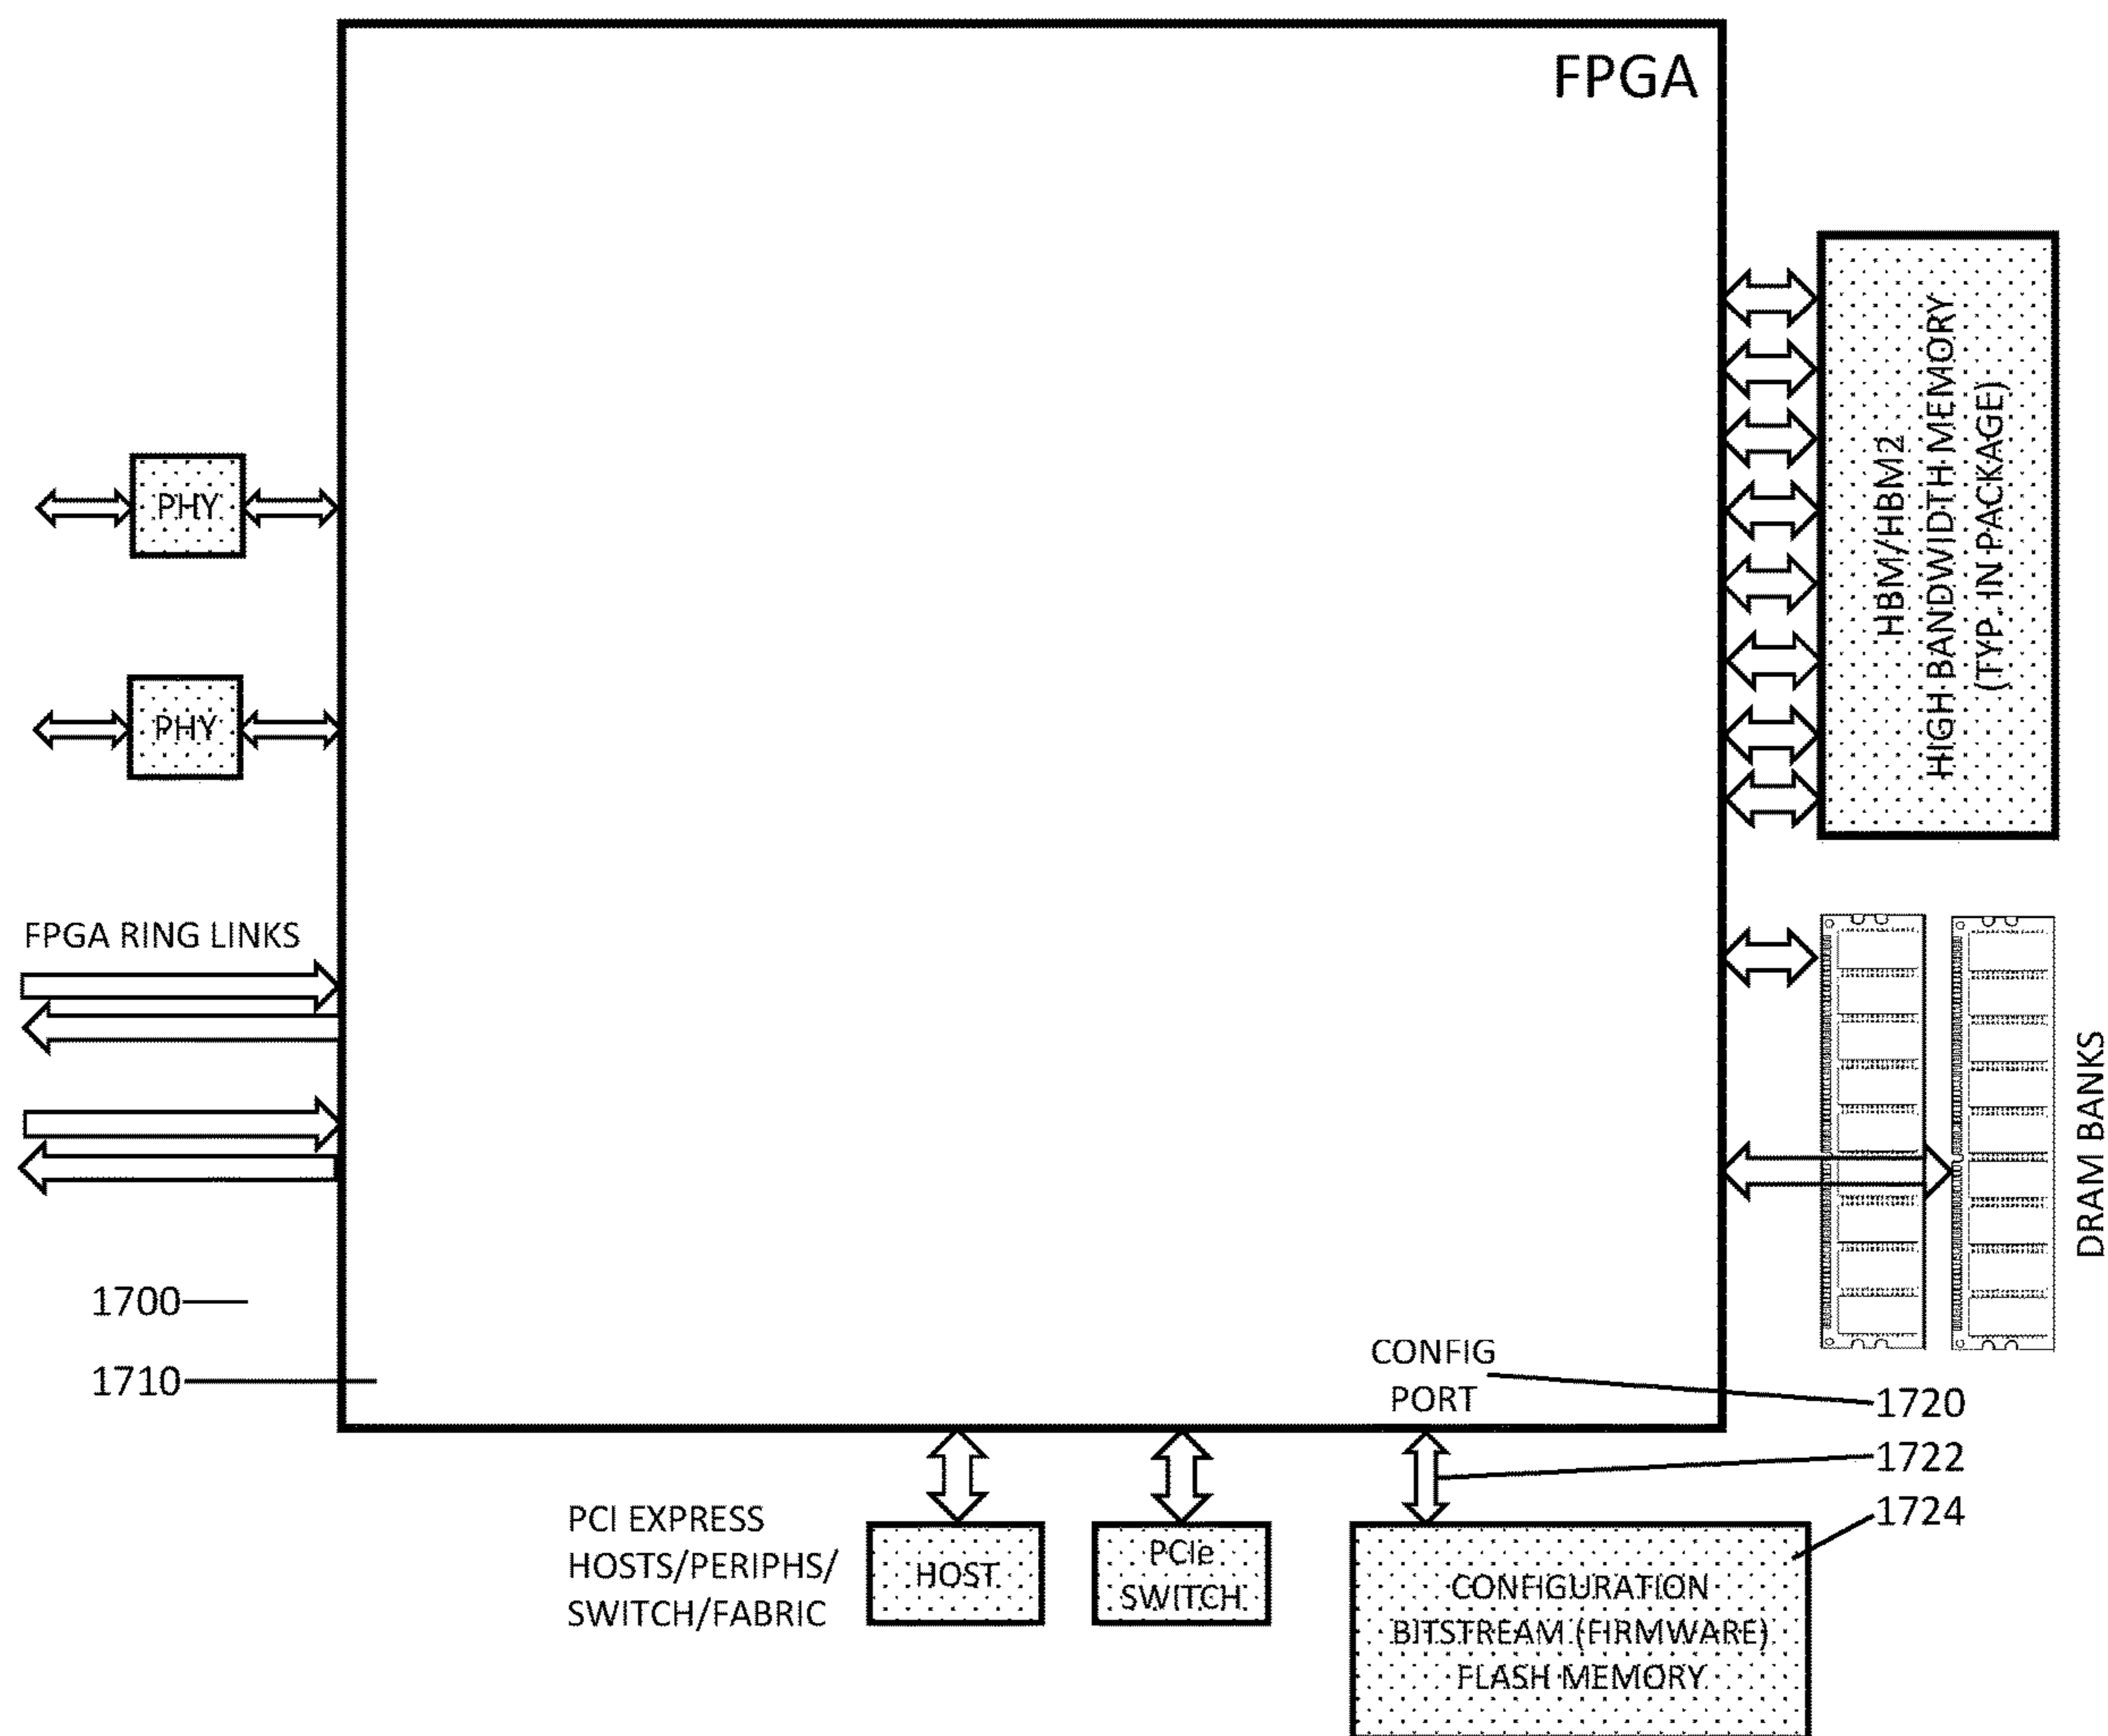 FPGA
HBM/HBM2
HIGH BANDWIDTH MEMORY
(TYP. IN PACKAGE)
PHY
PHY
FPGA RING LINKS
DRAM BANKS
1700
1710
CONFIG
PORT
1720
1722
1724
PCI EXPRESS
HOSTS/PERIPHS/
SWITCH/FABRIC
HOST
PCIe
SWITCH
CONFIGURATION
BITSTREAM (FIRMWARE)
FLASH MEMORY